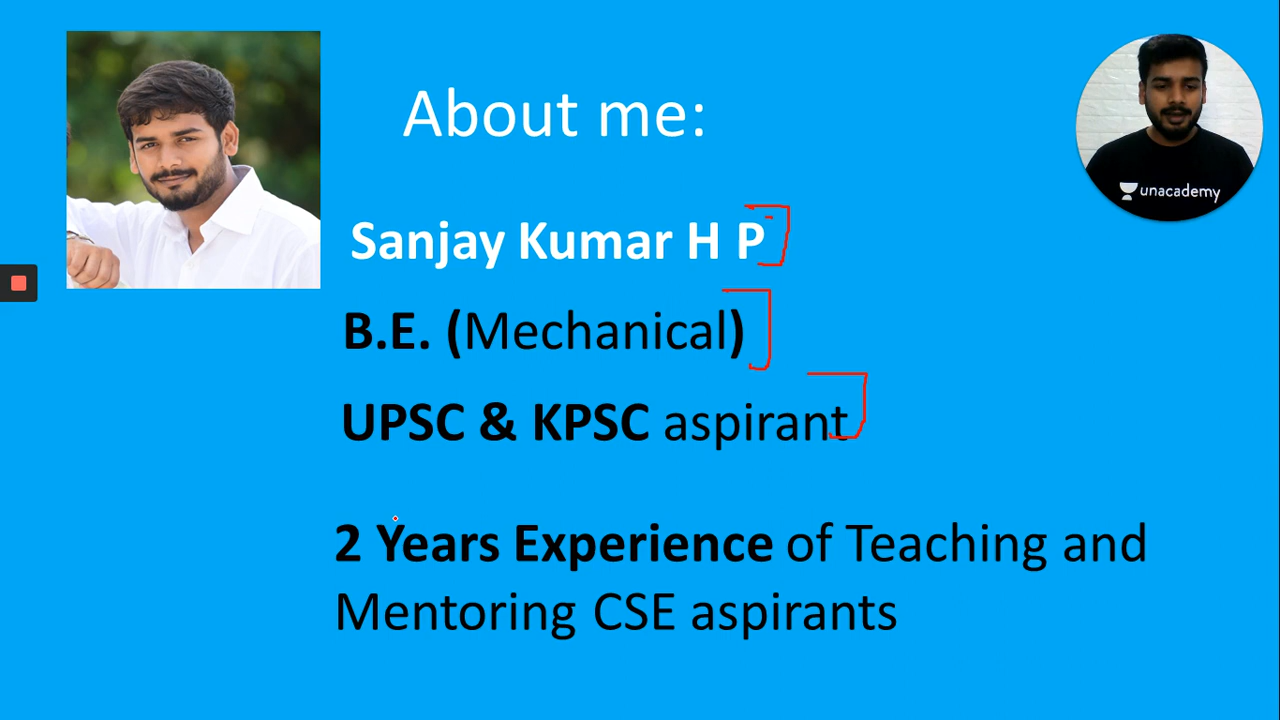 About me:
unacademy
Sanjay Kumar H P
B.E. (Mechanical)
UPSC & KPSC aspirant
2 Years Experience of Teaching and
Mentoring CSE aspirants